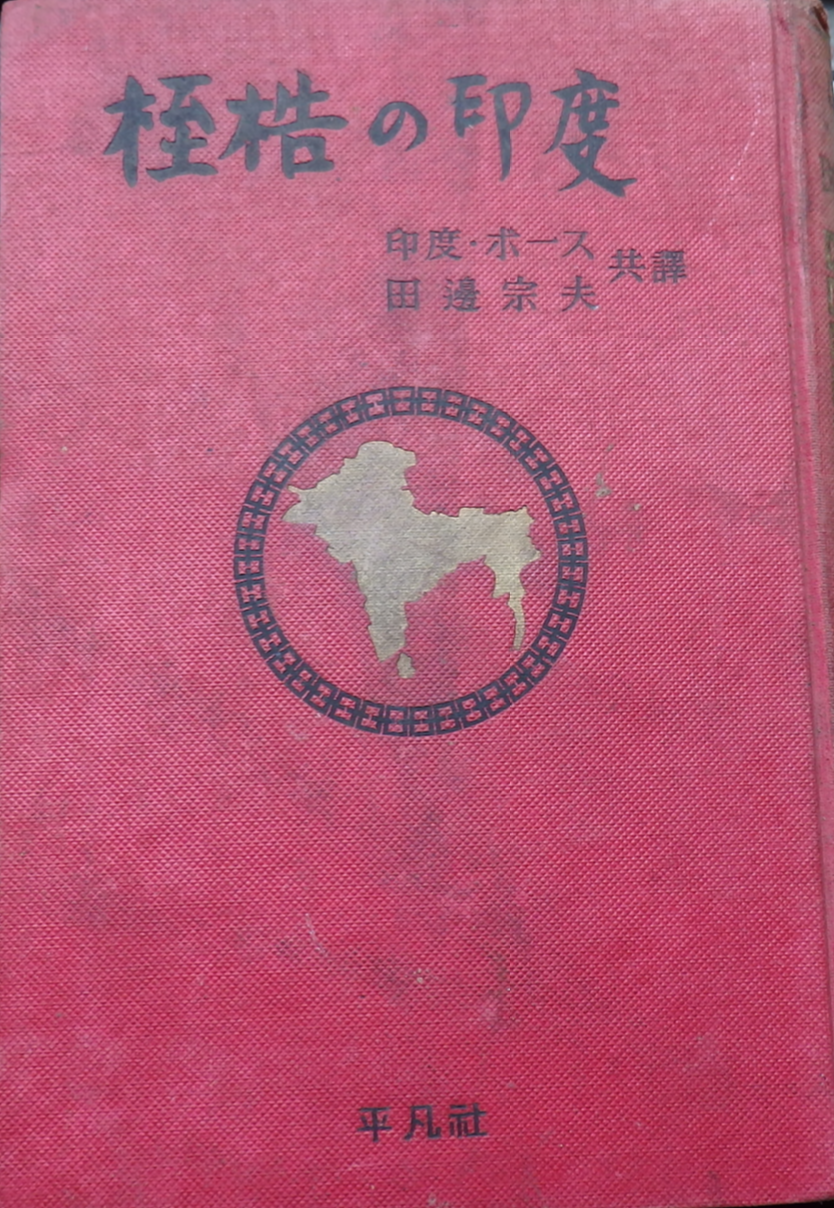 桎梏の印度
印度・ボース
田邊宗夫
共譯
平凡社